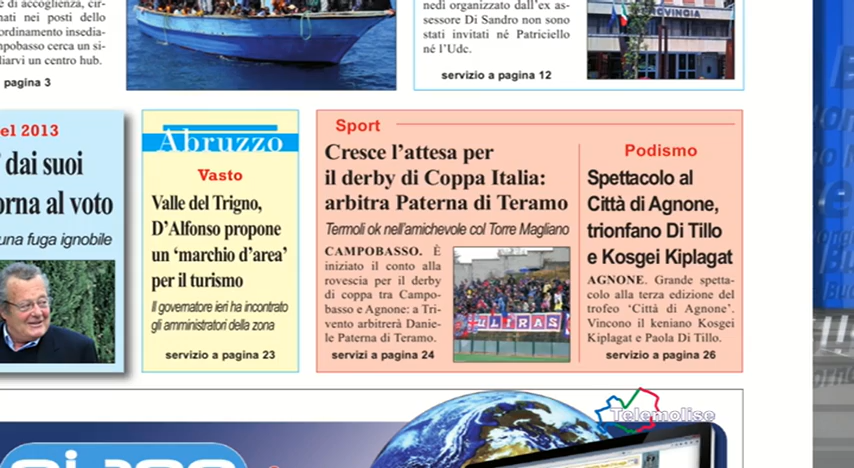 e di accoglienza, cir-
nati nei posti dello
ordinamento insedia-
mpobasso cerca un si-
liarvi un centro hub.
pagina 3
nedì organizzato dall'ex as-
sessore Di Sandro non sono
stati invitati né Patriciello
né l'Udc.
servizio a pagina 12
PROVINCIA
el 2013
' dai suoi
orna al voto
una fuga ignobile
Abruzzo
Vasto
Valle del Trigno,
D'Alfonso propone
un 'marchio d'area'
per il turismo
Il governatore ieri ha incontrato
gli amministratori della zona
servizio a pagina 23
Sport
Cresce l'attesa per
il derby di Coppa Italia:
arbitra Paterna di Teramo
Termoli ok nell'amichevole col Torre Magliano
CAMPOBASSO. È
iniziato il conto alla
rovescia per il derby
di coppa tra Campo-
basso e Agnone: a Tri-
vento arbitrerà Danie-
le Paterna di Teramo.
servizi a pagina 24
ULTRAS
Podismo
Spettacolo al
Città di Agnone,
trionfano Di Tillo
e Kosgei Kiplagat
AGNONE. Grande spetta-
colo alla terza edizione del
trofeo 'Città di Agnone'.
Vincono il keniano Kosgei
Kiplagat e Paola Di Tillo.
servizio a pagina 26
Telemolise